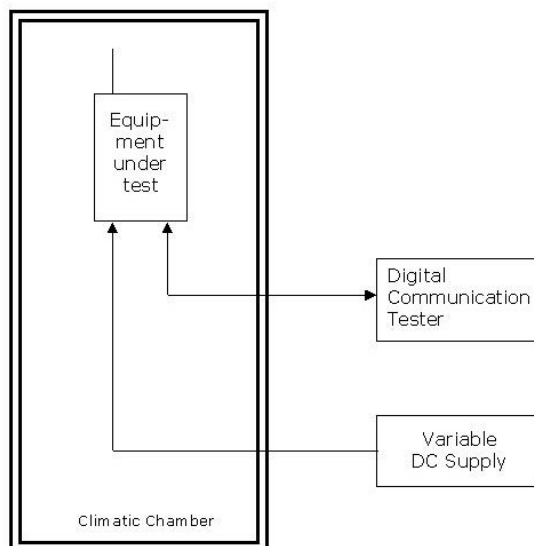 Equip-
ment
under
test
Digital
Communication
Tester
Variable
DC Supply
Climatic Chamber